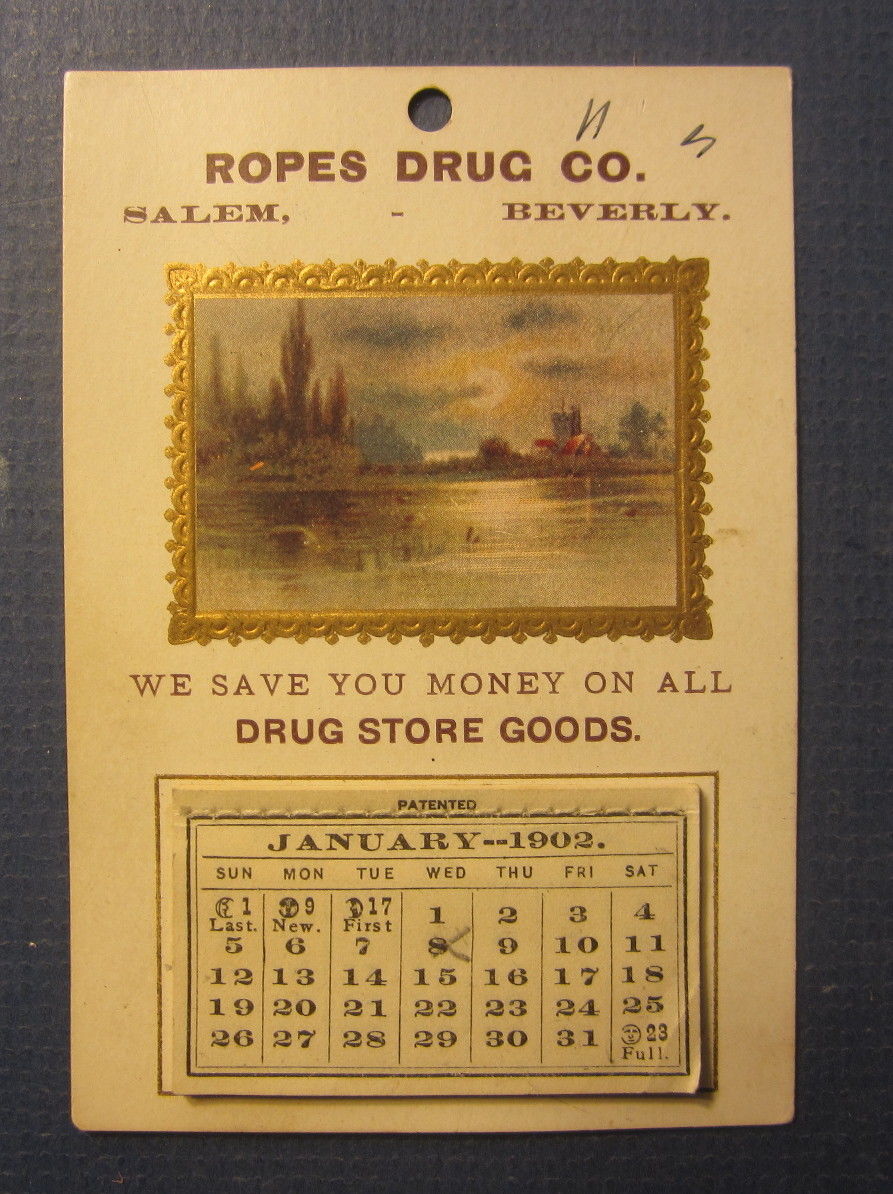 ROPES DRUG CO.
SALEM, - BEVERLY.
WE SAVE YOU MONEY ON ALL
DRUG STORE GOODS.
PATENTED
JANUARY--1902.
SUN MON TUE WED THU FRI SAT
1 9 17 1 2 3 4
Last. New. First
5 6 7 8 9 10 11
12 13 14 15 16 17 18
19 20 21 22 23 24 25
26 27 28 29 30 31 23
Full.